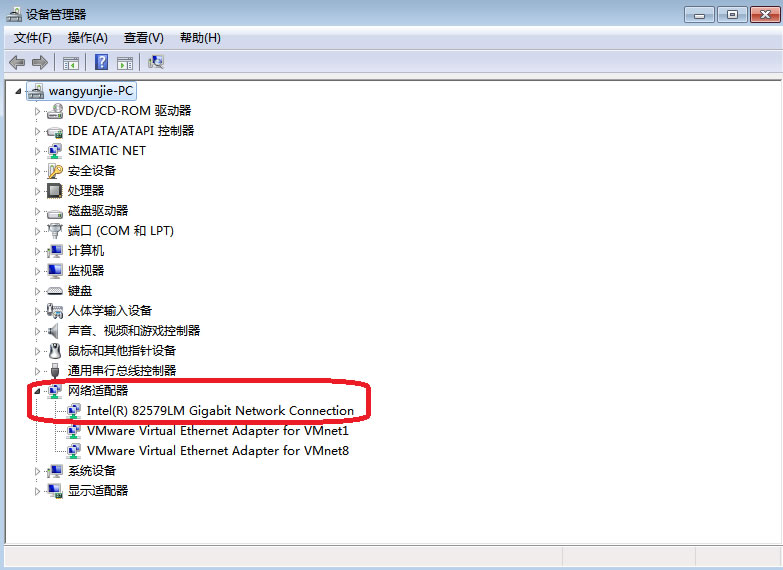 设备管理器
文件(F) 操作(A) 查看(V) 帮助(H)
wangyunjie-PC
DVD/CD-ROM 驱动器
IDE ATA/ATAPI 控制器
SIMATIC NET
安全设备
处理器
磁盘驱动器
端口 (COM 和 LPT)
计算机
监视器
键盘
人体学输入设备
声音、视频和游戏控制器
鼠标和其他指针设备
通用串行总线控制器
网络适配器
Intel(R) 82579LM Gigabit Network Connection
VMware Virtual Ethernet Adapter for VMnet1
VMware Virtual Ethernet Adapter for VMnet8
系统设备
显示适配器